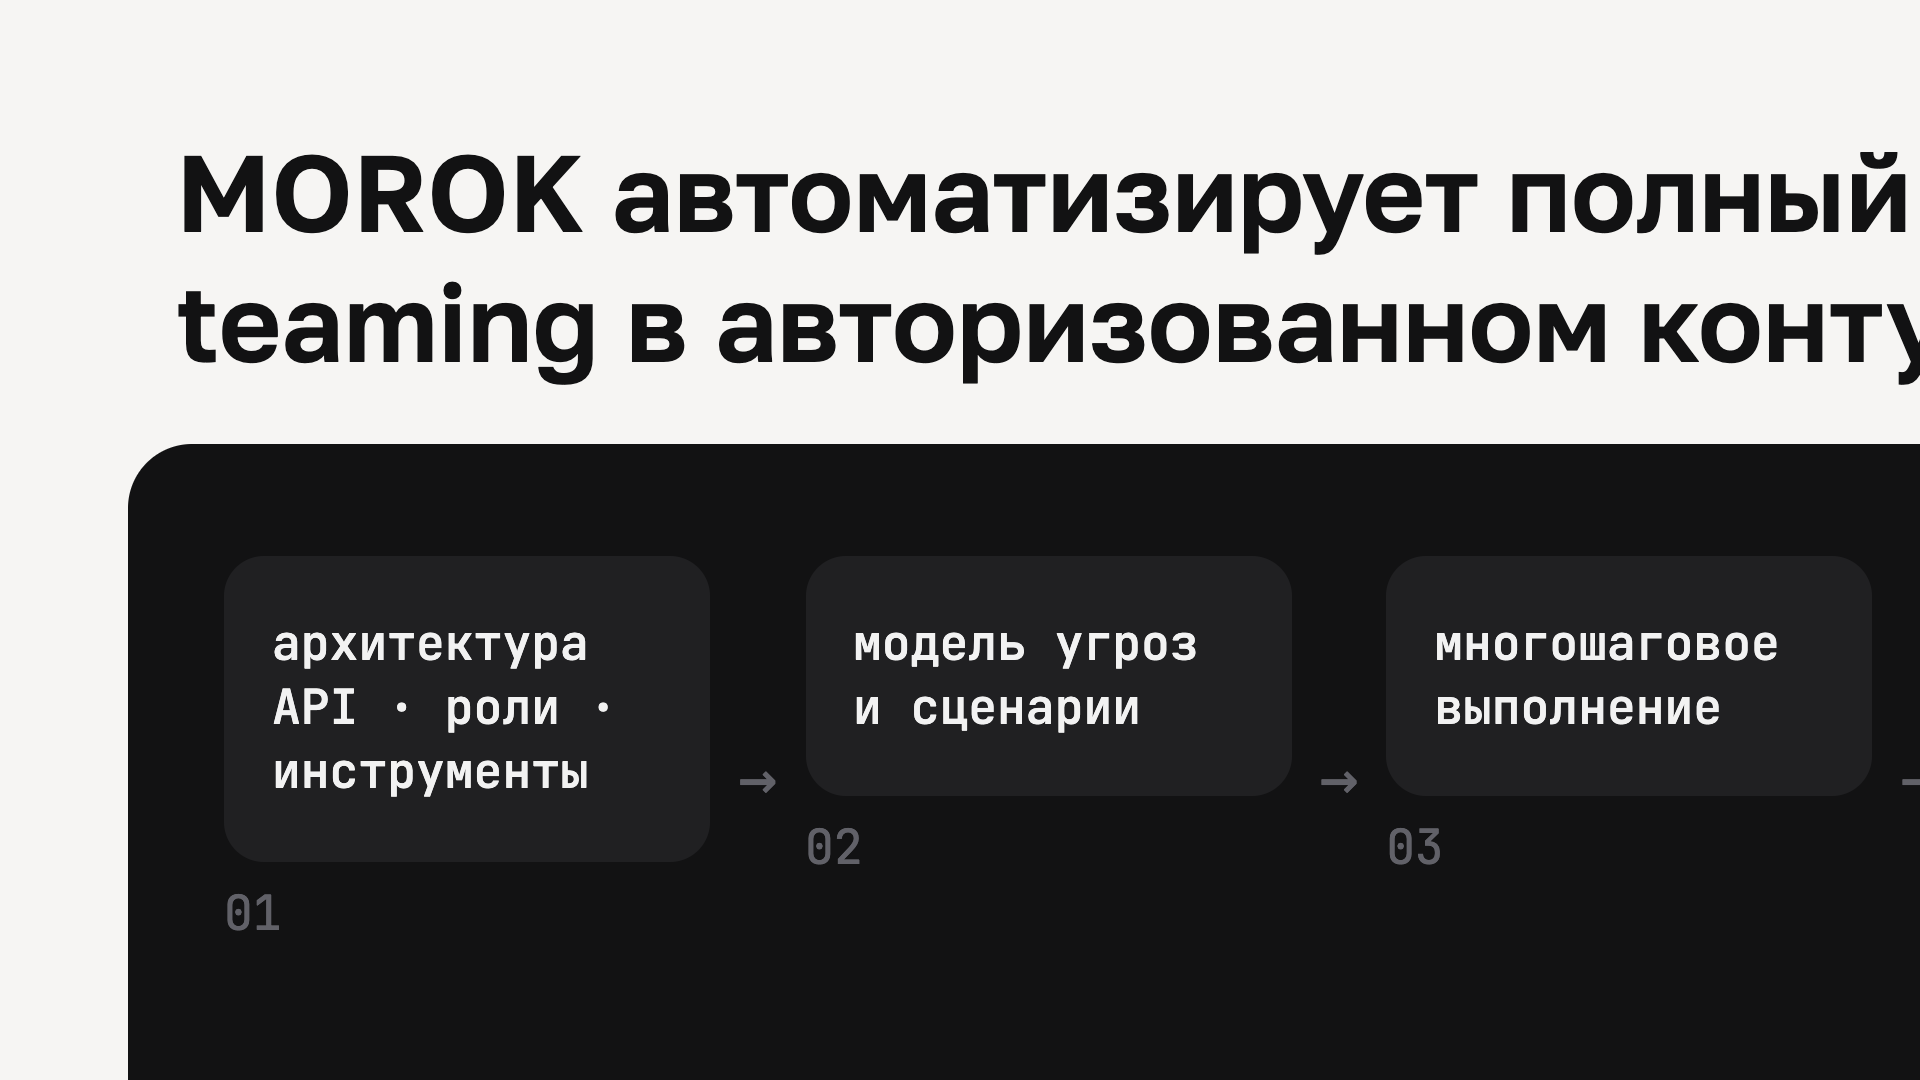 MOROK автоматизирует полный
teaming в авторизованном конту
архитектура
API · роли ·
инструменты
→
01
модель угроз
и сценарии
→
02
многошаговое
выполнение
03